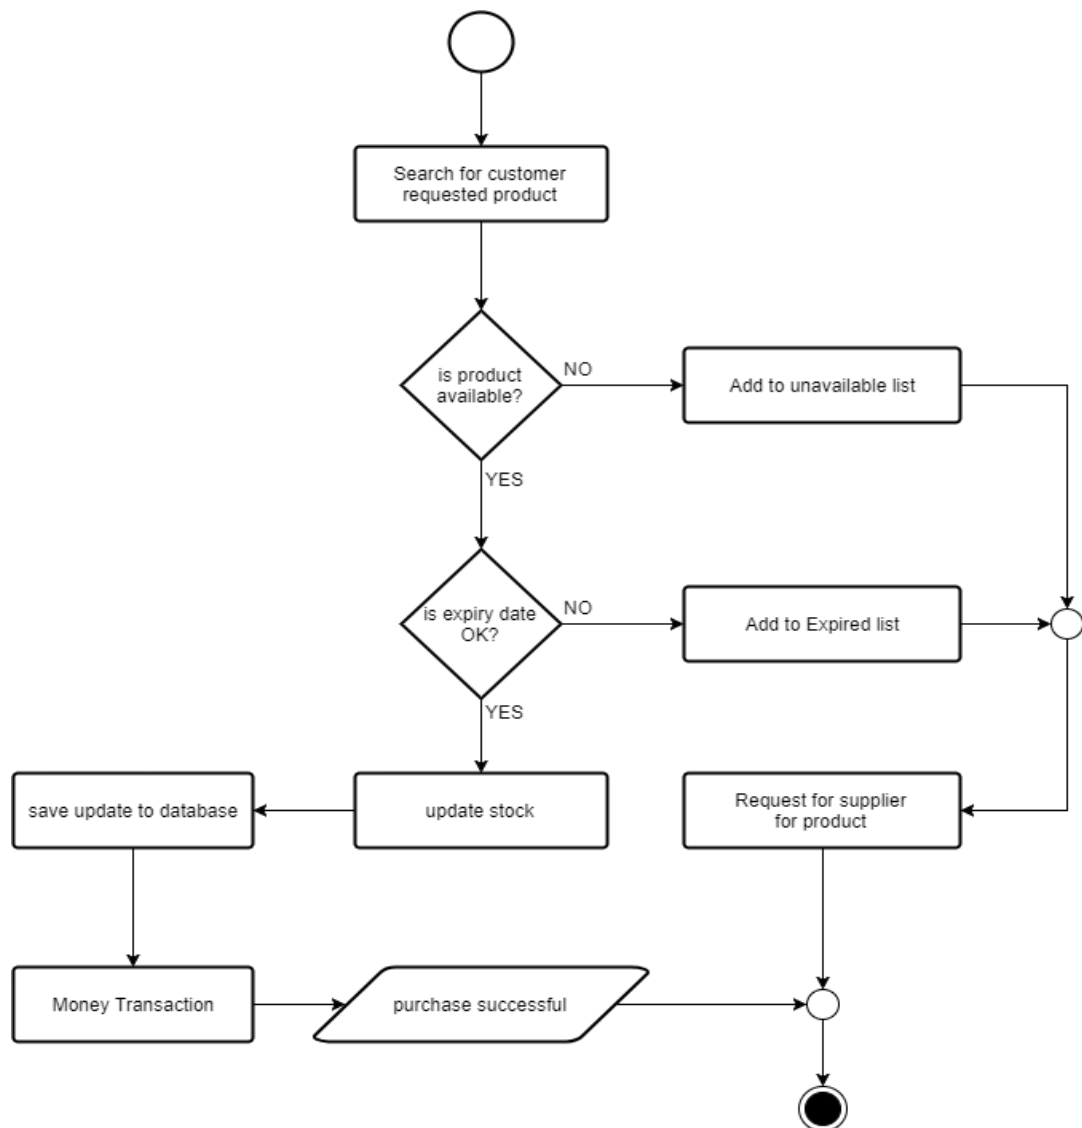 Search for customer
requested product
is product
available?
NO
Add to unavailable list
YES
is expiry date
OK?
NO
Add to Expired list
YES
save update to database
update stock
Request for supplier
for product
Money Transaction
purchase successful